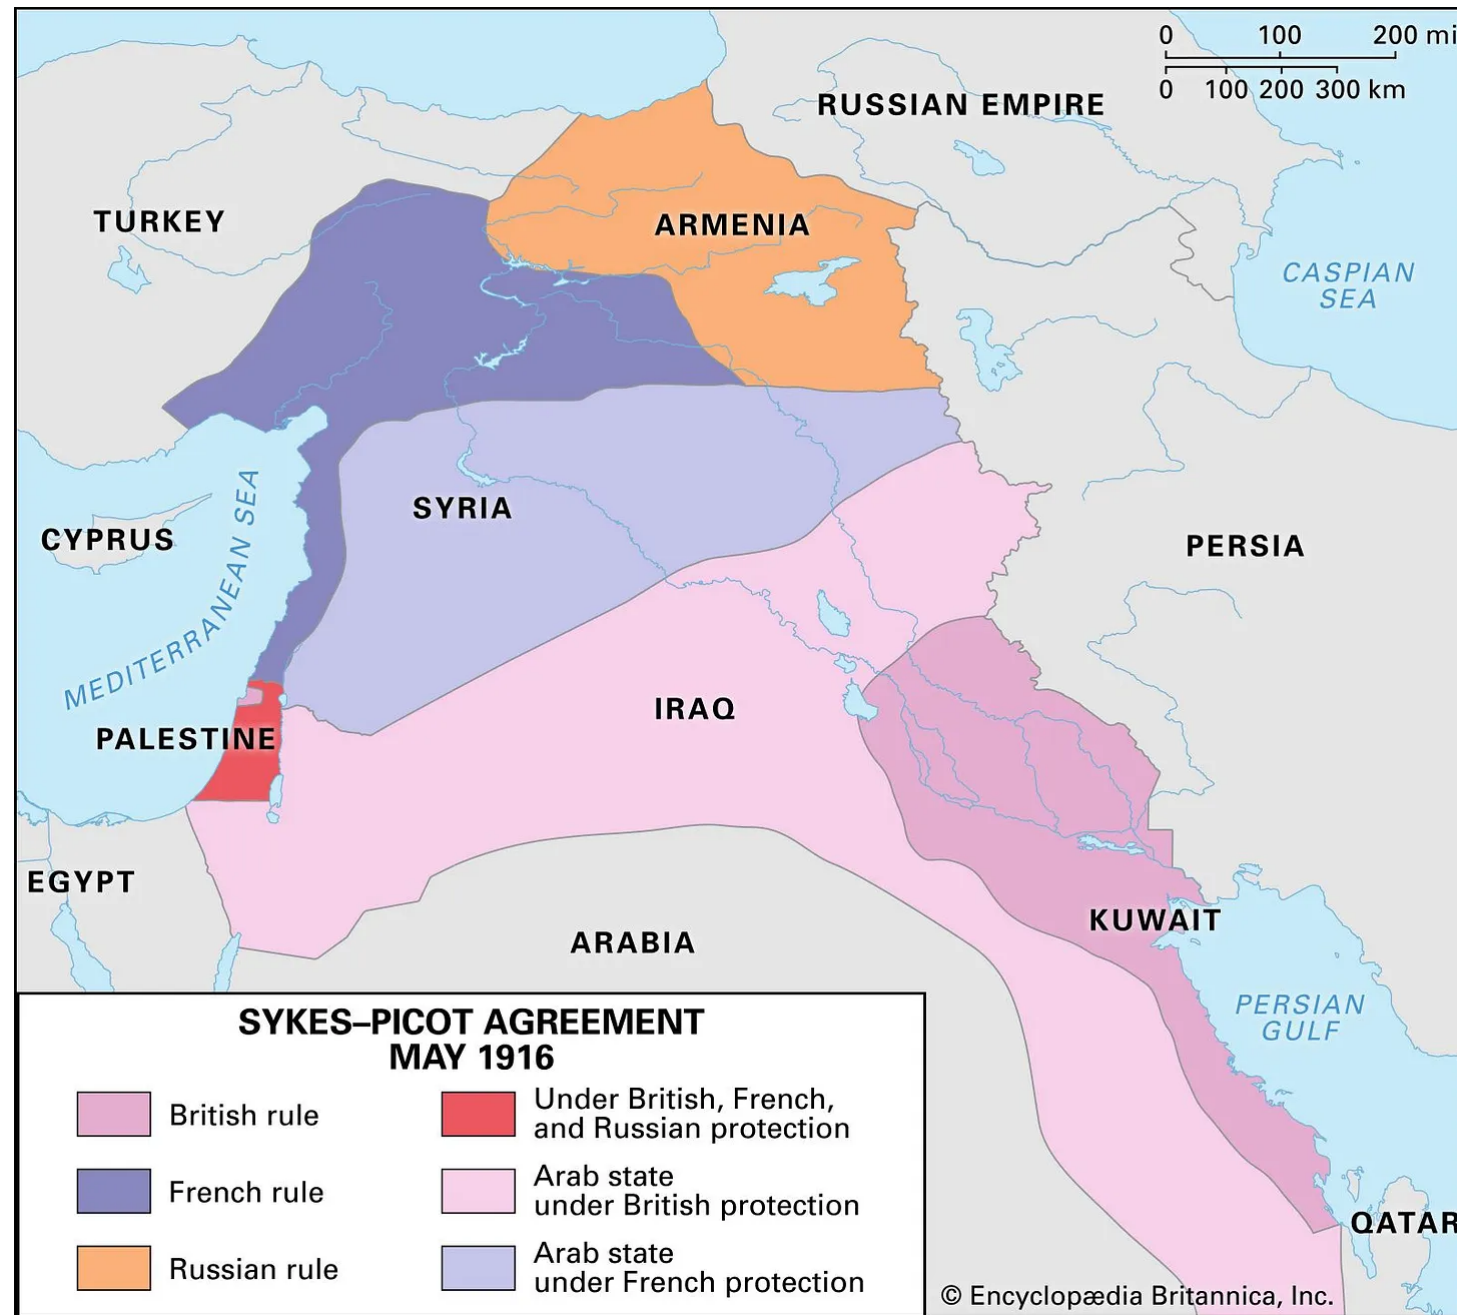 0 100 200 mi
0 100 200 300 km
RUSSIAN EMPIRE
TURKEY
ARMENIA
CASPIAN
SEA
SYRIA
CYPRUS
MEDITERRANEAN SEA
PERSIA
IRAQ
PALESTINE
EGYPT
KUWAIT
ARABIA
PERSIAN
GULF
QATAR
SYKES–PICOT AGREEMENT
MAY 1916
British rule
French rule
Russian rule
Under British, French,
and Russian protection
Arab state
under British protection
Arab state
under French protection
© Encyclopædia Britannica, Inc.